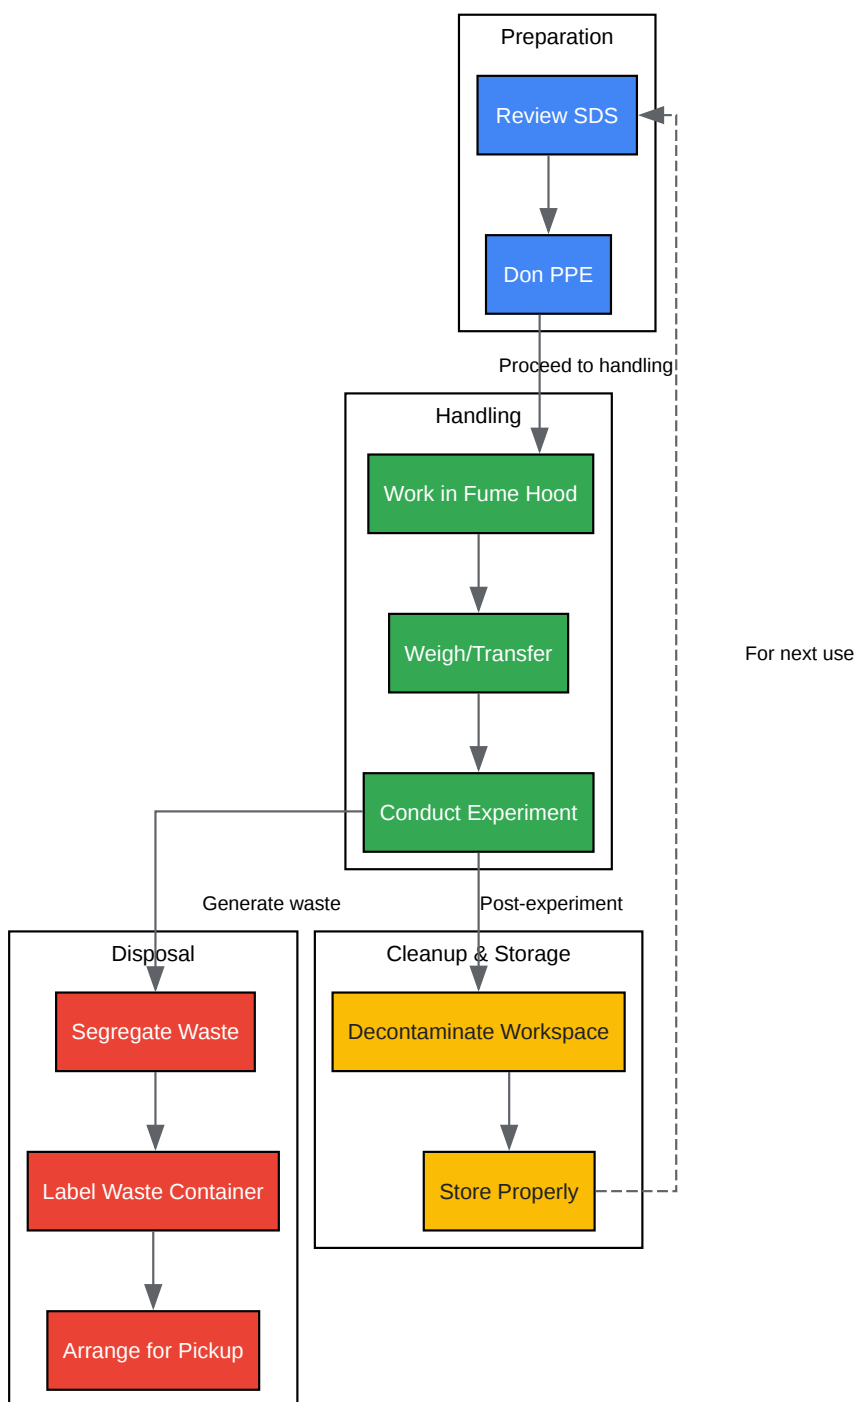 Preparation
Review SDS
Don PPE
Proceed to handling
Handling
Work in Fume Hood
Weigh/Transfer
For next use
Conduct Experiment
Generate waste
Post-experiment
Disposal
Cleanup & Storage
Segregate Waste
Decontaminate Workspace
Label Waste Container
Store Properly
Arrange for Pickup